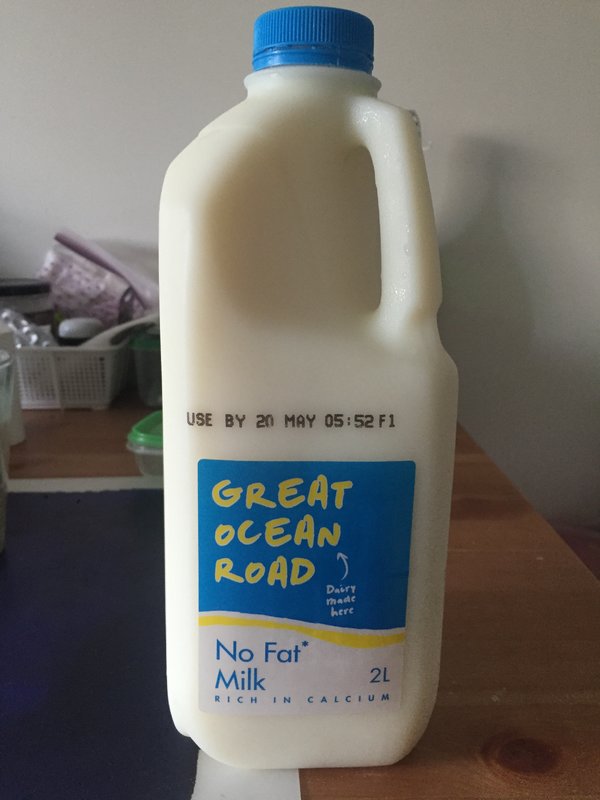 USE BY 20 MAY 05:52 F1
GREAT
OCEAN
ROAD
Dairy
made
here
No Fat*
Milk
2L
RICH IN CALCIUM